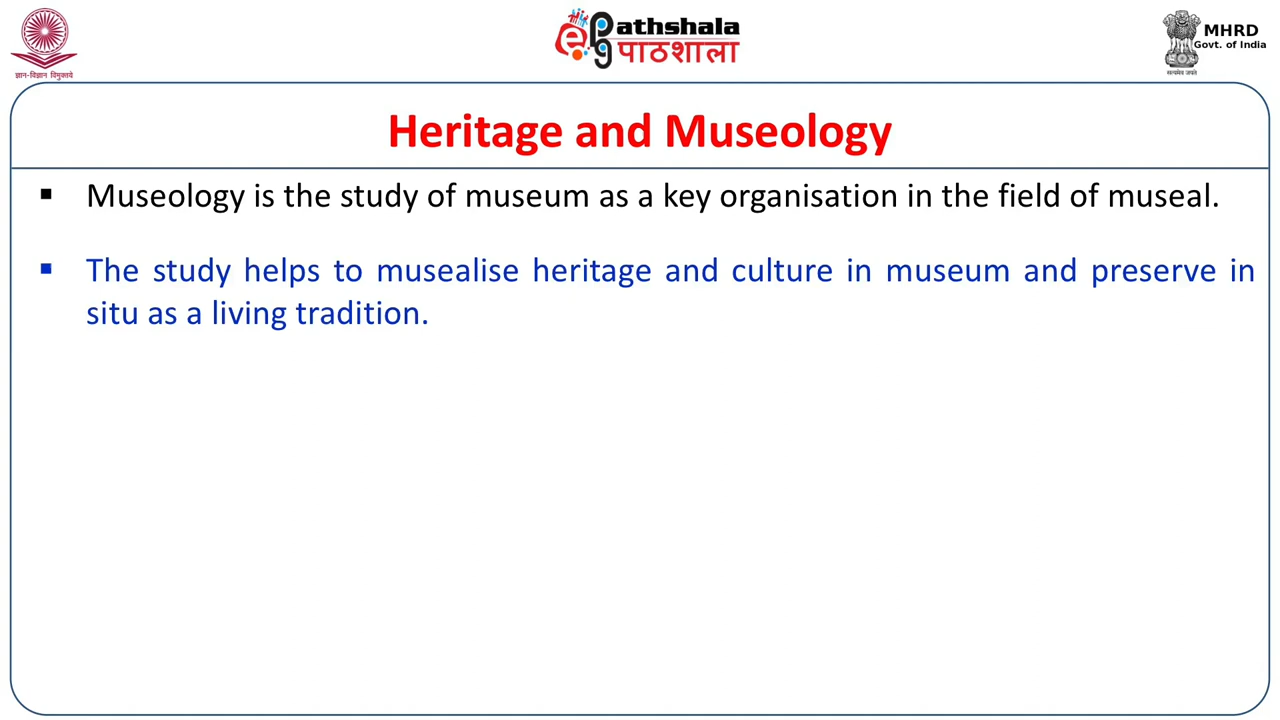 ज्ञान-विज्ञान विमुक्तये
ePG Pathshala
पाठशाला
MHRD
Govt. of India
सत्यमेव जयते
Heritage and Museology
▪ Museology is the study of museum as a key organisation in the field of museal.
▪ The study helps to musealise heritage and culture in museum and preserve in
situ as a living tradition.